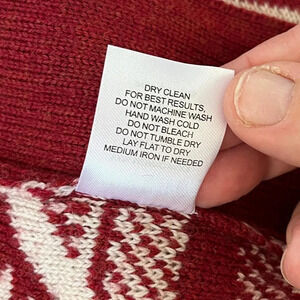 DRY CLEAN
FOR BEST RESULTS,
DO NOT MACHINE WASH
HAND WASH COLD
DO NOT BLEACH
DO NOT TUMBLE DRY
LAY FLAT TO DRY
MEDIUM IRON IF NEEDED